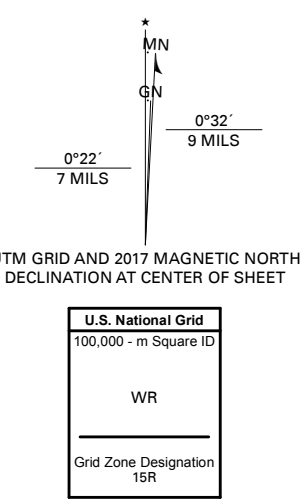 ★
MN
GN
0°32´
9 MILS
0°22´
7 MILS
UTM GRID AND 2017 MAGNETIC NORTH
DECLINATION AT CENTER OF SHEET
U.S. National Grid
100,000 - m Square ID
WR
Grid Zone Designation
15R